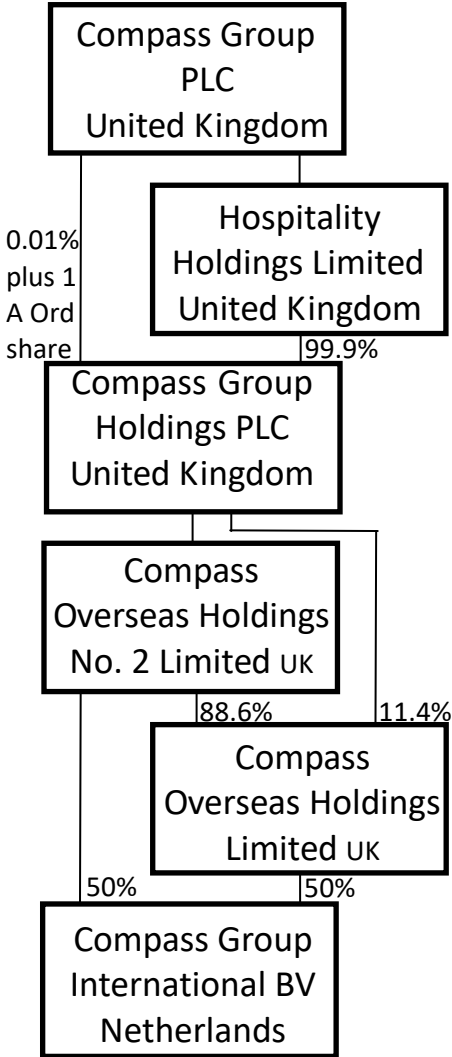 Compass Group
PLC
United Kingdom
Hospitality
Holdings Limited
United Kingdom
0.01%
plus 1
A Ord
share
99.9%
Compass Group
Holdings PLC
United Kingdom
Compass
Overseas Holdings
No. 2 Limited UK
88.6%
11.4%
Compass
Overseas Holdings
Limited UK
50%
50%
Compass Group
International BV
Netherlands